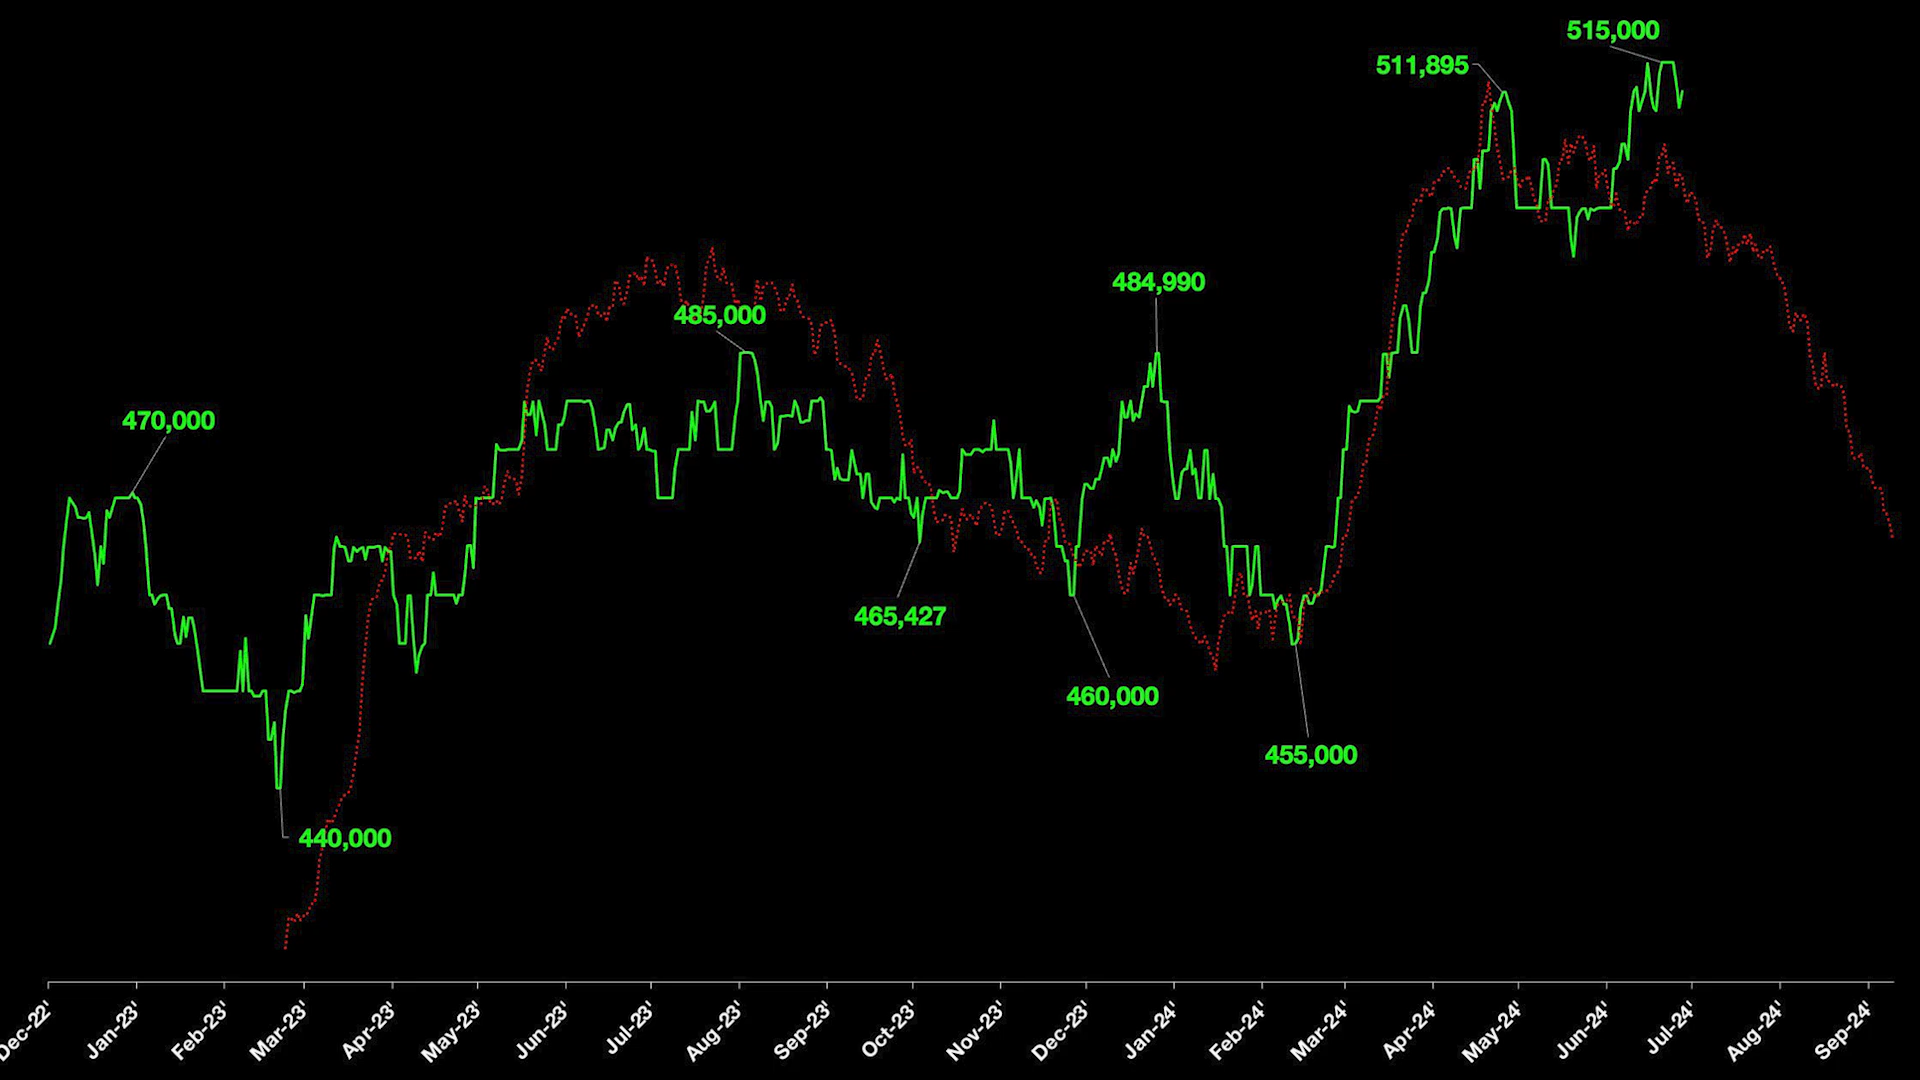 515,000
511,895
484,990
485,000
470,000
465,427
460,000
455,000
440,000
Dec-22'
Jan-23'
Feb-23'
Mar-23'
Apr-23'
May-23'
Jun-23'
Jul-23'
Aug-23'
Sep-23'
Oct-23'
Nov-23'
Dec-23'
Jan-24'
Feb-24'
Mar-24'
Apr-24'
May-24'
Jun-24'
Jul-24'
Aug-24'
Sep-24'